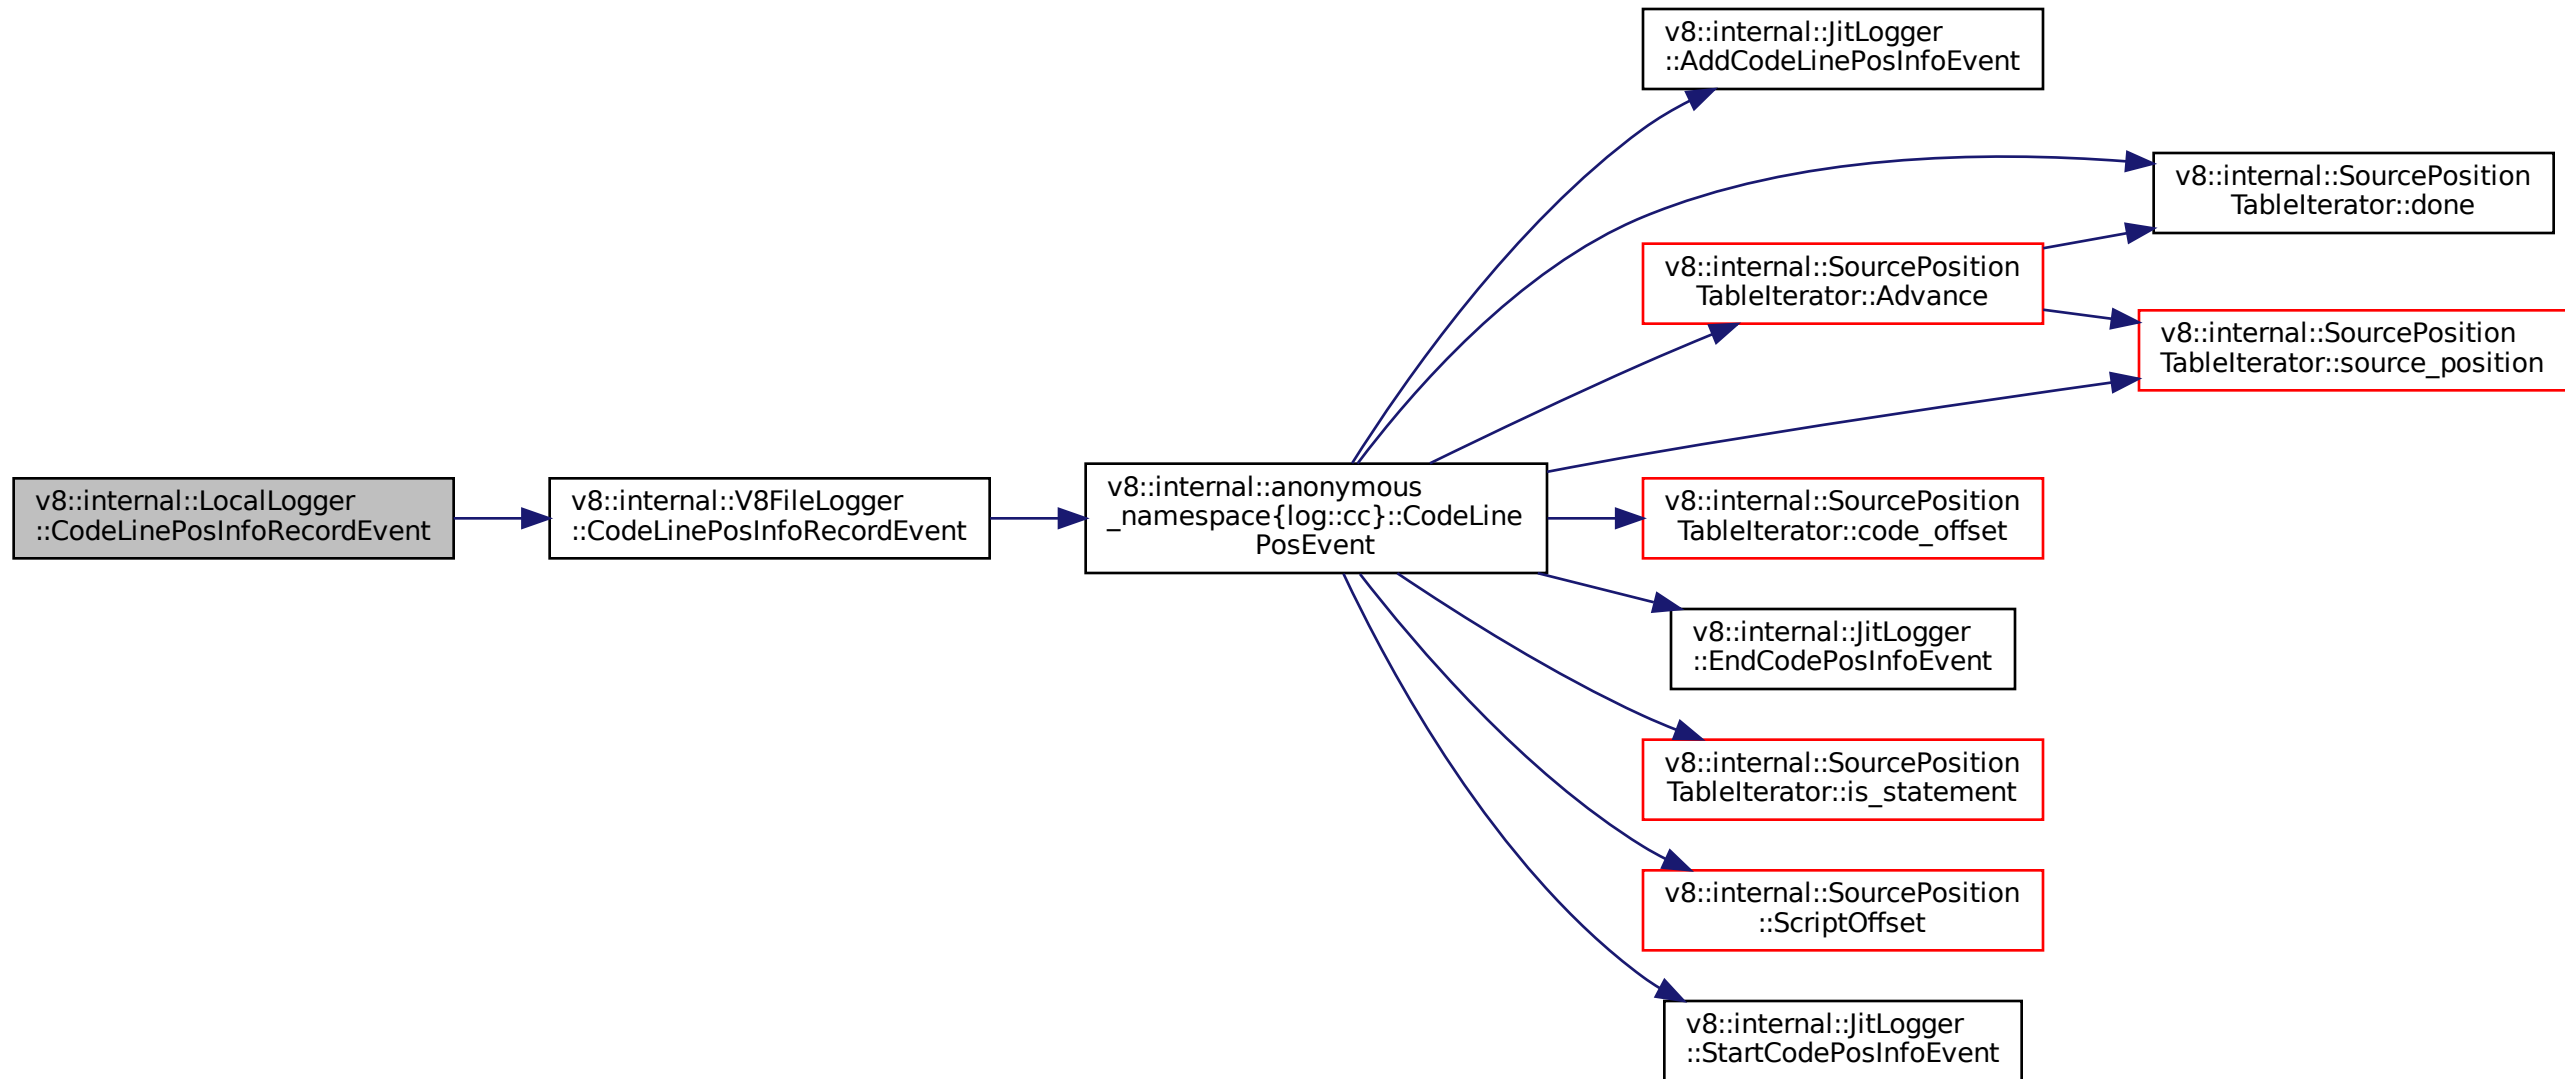 v8::internal::JitLogger
::AddCodeLinePosInfoEvent
v8::internal::SourcePosition
TableIterator::done
v8::internal::SourcePosition
TableIterator::Advance
v8::internal::SourcePosition
TableIterator::source_position
v8::internal::LocalLogger
::CodeLinePosInfoRecordEvent
v8::internal::V8FileLogger
::CodeLinePosInfoRecordEvent
v8::internal::anonymous
_namespace{log::cc}::CodeLine
PosEvent
v8::internal::SourcePosition
TableIterator::code_offset
v8::internal::JitLogger
::EndCodePosInfoEvent
v8::internal::SourcePosition
TableIterator::is_statement
v8::internal::SourcePosition
::ScriptOffset
v8::internal::JitLogger
::StartCodePosInfoEvent